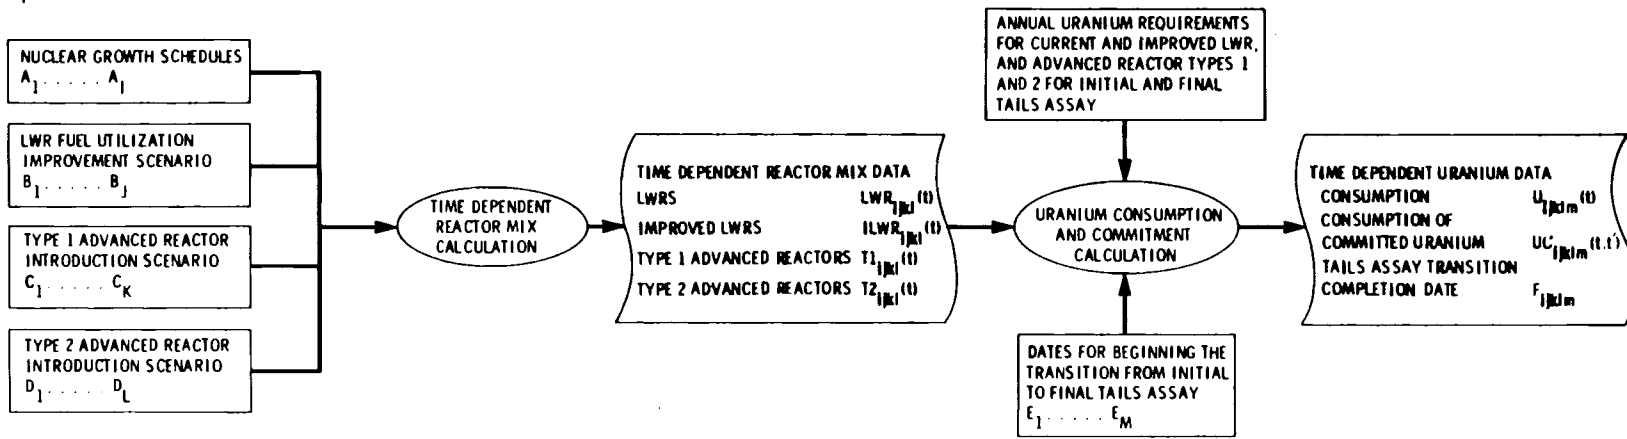 NUCLEAR GROWTH SCHEDULES
A1 . . . . . AI
LWR FUEL UTILIZATION
IMPROVEMENT SCENARIO
B1 . . . . . BJ
TYPE 1 ADVANCED REACTOR
INTRODUCTION SCENARIO
C1 . . . . . CK
TYPE 2 ADVANCED REACTOR
INTRODUCTION SCENARIO
D1 . . . . . DL
TIME DEPENDENT
REACTOR MIX
CALCULATION
TIME DEPENDENT REACTOR MIX DATA
LWRS LWRijkl(t)
IMPROVED LWRS ILWRijkl(t)
TYPE 1 ADVANCED REACTORS T1ijkl(t)
TYPE 2 ADVANCED REACTORS T2ijkl(t)
ANNUAL URANIUM REQUIREMENTS
FOR CURRENT AND IMPROVED LWR,
AND ADVANCED REACTOR TYPES 1
AND 2 FOR INITIAL AND FINAL
TAILS ASSAY
URANIUM CONSUMPTION
AND COMMITMENT
CALCULATION
DATES FOR BEGINNING THE
TRANSITION FROM INITIAL
TO FINAL TAILS ASSAY
E1 . . . . . EM
TIME DEPENDENT URANIUM DATA
CONSUMPTION Uijklm(t)
CONSUMPTION OF
COMMITTED URANIUM UCijklm(t,t')
TAILS ASSAY TRANSITION
COMPLETION DATE Fijklm